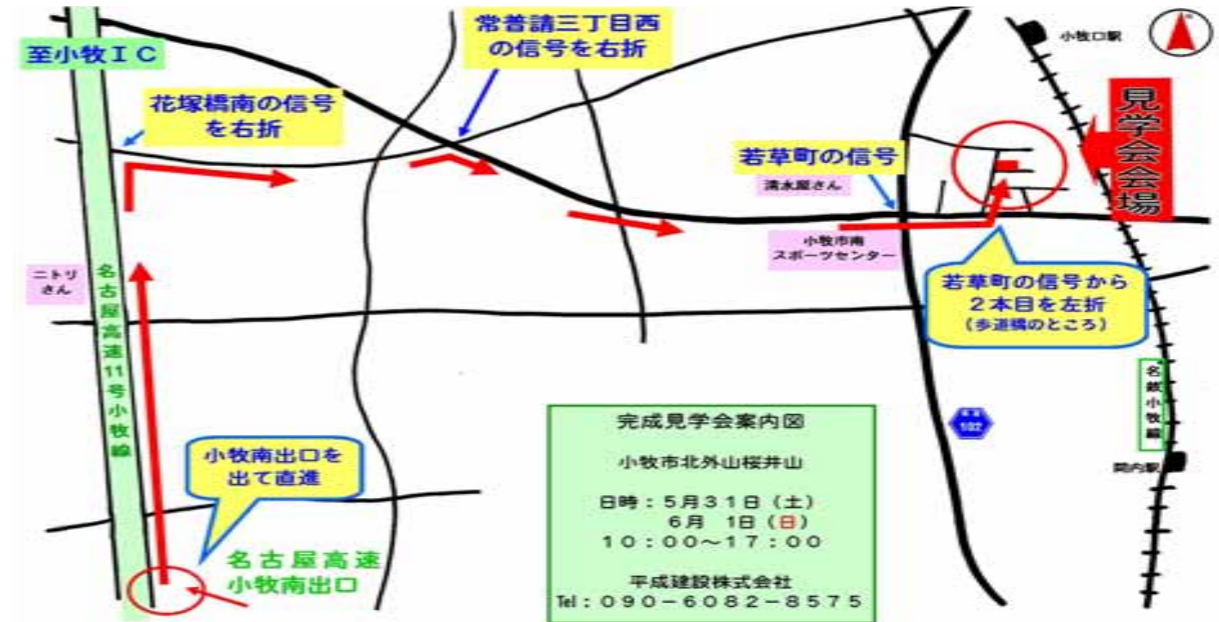 至小牧ＩＣ
常普請三丁目西
の信号を右折
小牧口駅
花塚橋南の信号
を右折
見学会会場
若草町の信号
清水屋さん
小牧市南
スポーツセンター
ニトリ
さん
名古屋高速11号小牧線
若草町の信号から
２本目を左折
（歩道橋のところ）
名鉄小牧線
102
間内駅
小牧南出口を
出て直進
名古屋高速
小牧南出口
完成見学会案内図
小牧市北外山桜井山
日時：５月３１日（土）
６月　１日（日）
１０：００～１７：００
平成建設株式会社
Tel：０９０－６０８２－８５７５